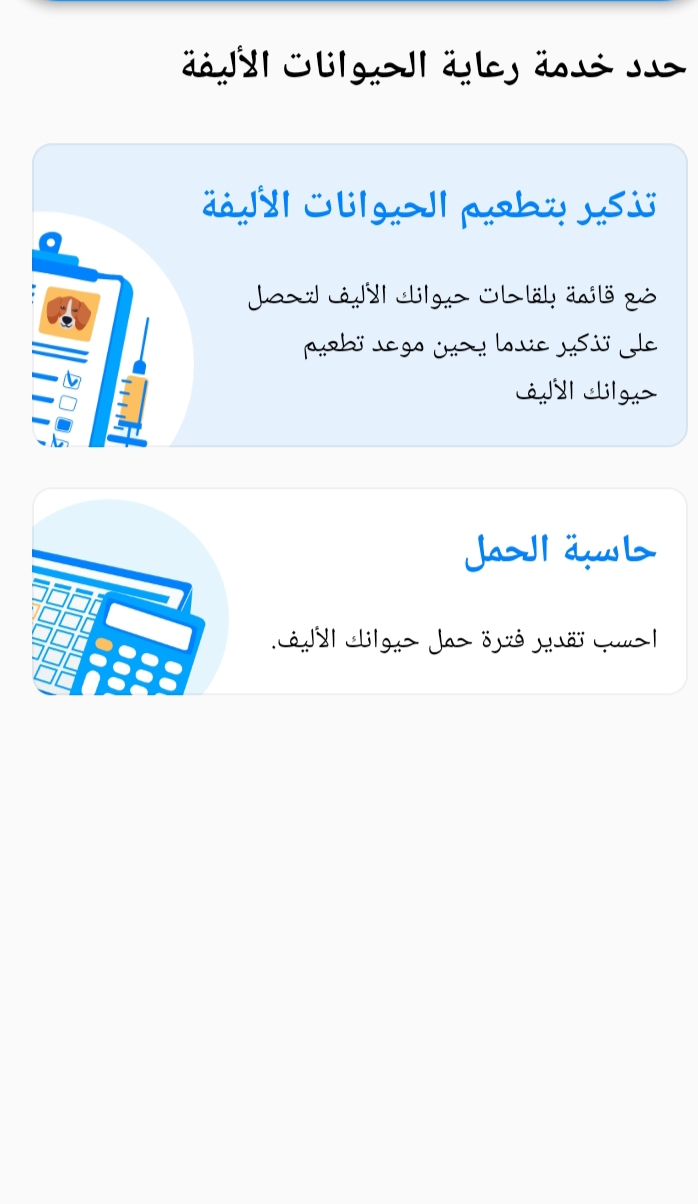 حدد خدمة رعاية الحيوانات الأليفة
تذكير بتطعيم الحيوانات الأليفة
ضع قائمة بلقاحات حيوانك الأليف لتحصل
على تذكير عندما يحين موعد تطعيم
حيوانك الأليف
حاسبة الحمل
احسب تقدير فترة حمل حيوانك الأليف.